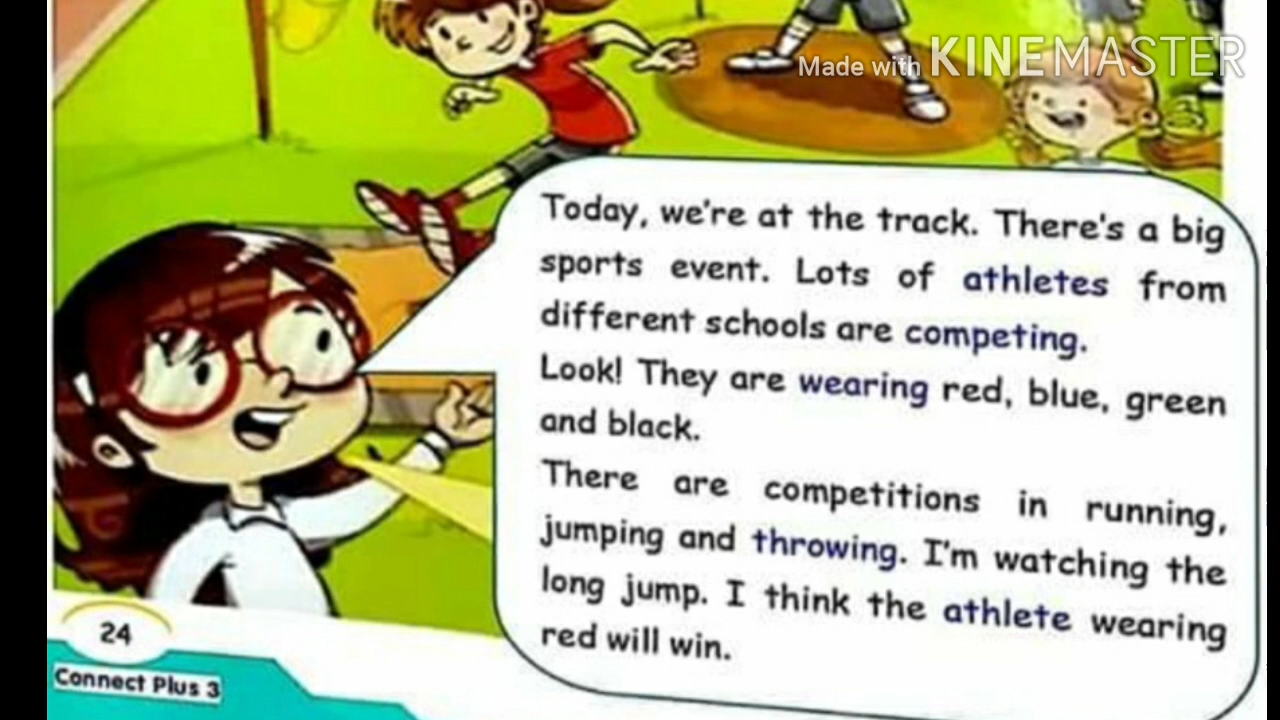 Made with KINEMASTER
Today, we're at the track. There's a big
sports event. Lots of athletes from
different schools are competing.
Look! They are wearing red, blue, green
and black.
There are competitions in running,
jumping and throwing. I'm watching the
long jump. I think the athlete wearing
red will win.
24
Connect Plus 3